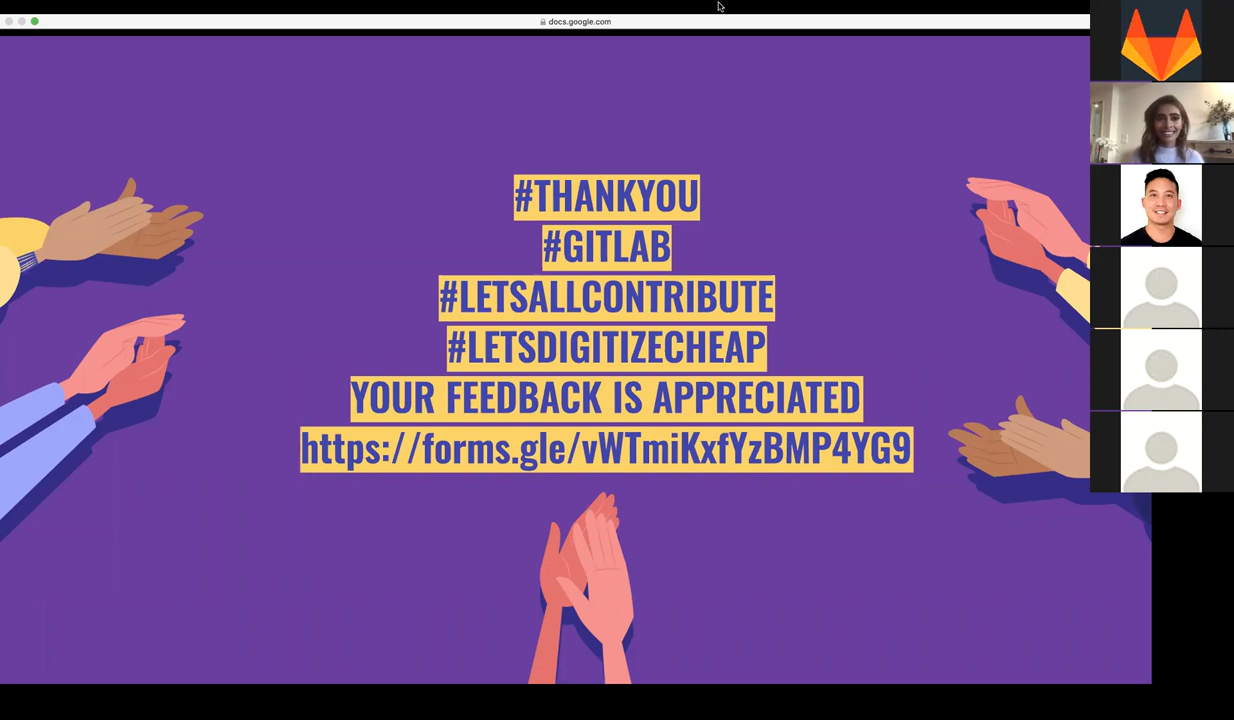 docs.google.com
#THANKYOU
#GITLAB
#LETSALLCONTRIBUTE
#LETSDIGITIZECHEAP
YOUR FEEDBACK IS APPRECIATED
https://forms.gle/vWTmiKxfYzBMP4YG9